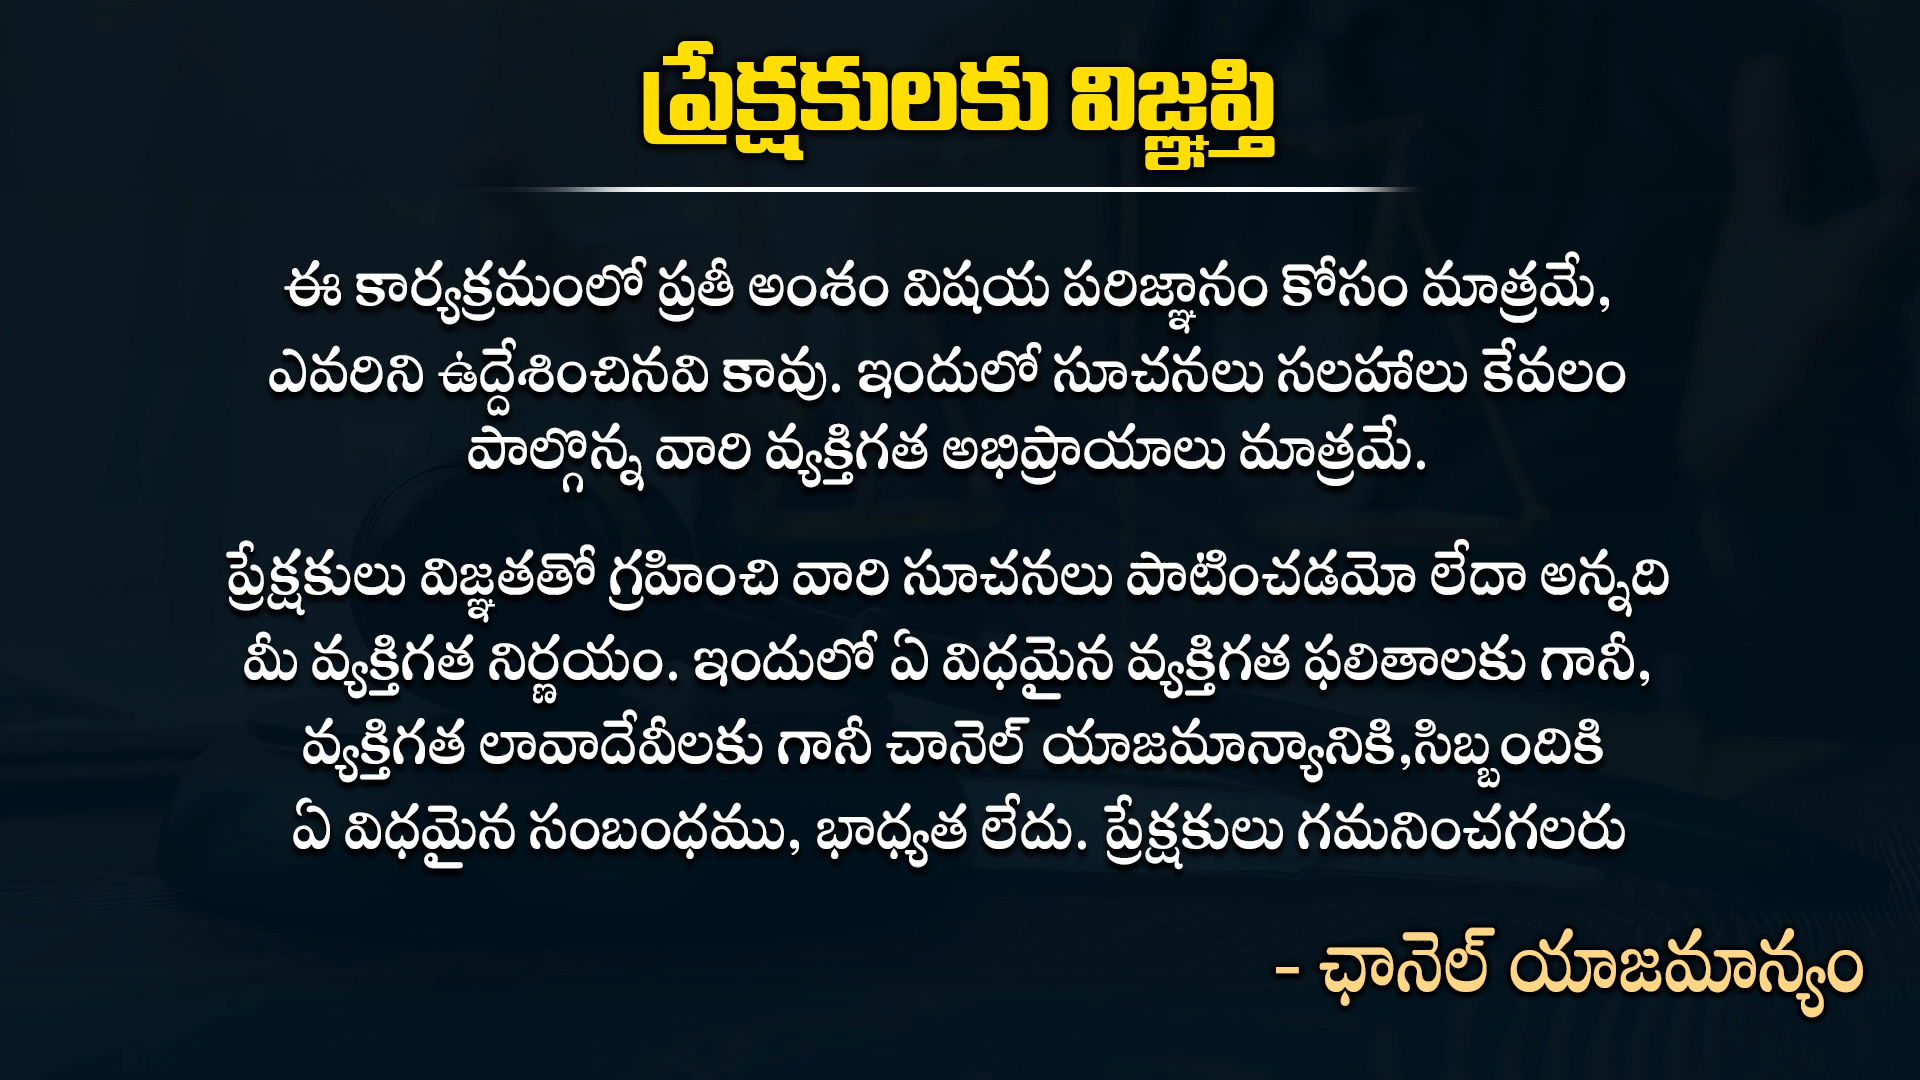 ప్రేక్షకులకు విజ్ఞప్తి
ఈ కార్యక్రమంలో ప్రతీ అంశం విషయ పరిజ్ఞానం కోసం మాత్రమే,
ఎవరిని ఉద్దేశించినవి కావు. ఇందులో సూచనలు సలహాలు కేవలం
పాల్గొన్న వారి వ్యక్తిగత అభిప్రాయాలు మాత్రమే.
ప్రేక్షకులు విజ్ఞతతో గ్రహించి వారి సూచనలు పాటించడమో లేదా అన్నది
మీ వ్యక్తిగత నిర్ణయం. ఇందులో ఏ విధమైన వ్యక్తిగత ఫలితాలకు గానీ,
వ్యక్తిగత లావాదేవీలకు గానీ చానెల్ యాజమాన్యానికి,సిబ్బందికి
ఏ విధమైన సంబంధము, భాధ్యత లేదు. ప్రేక్షకులు గమనించగలరు
- ఛానెల్ యాజమాన్యం